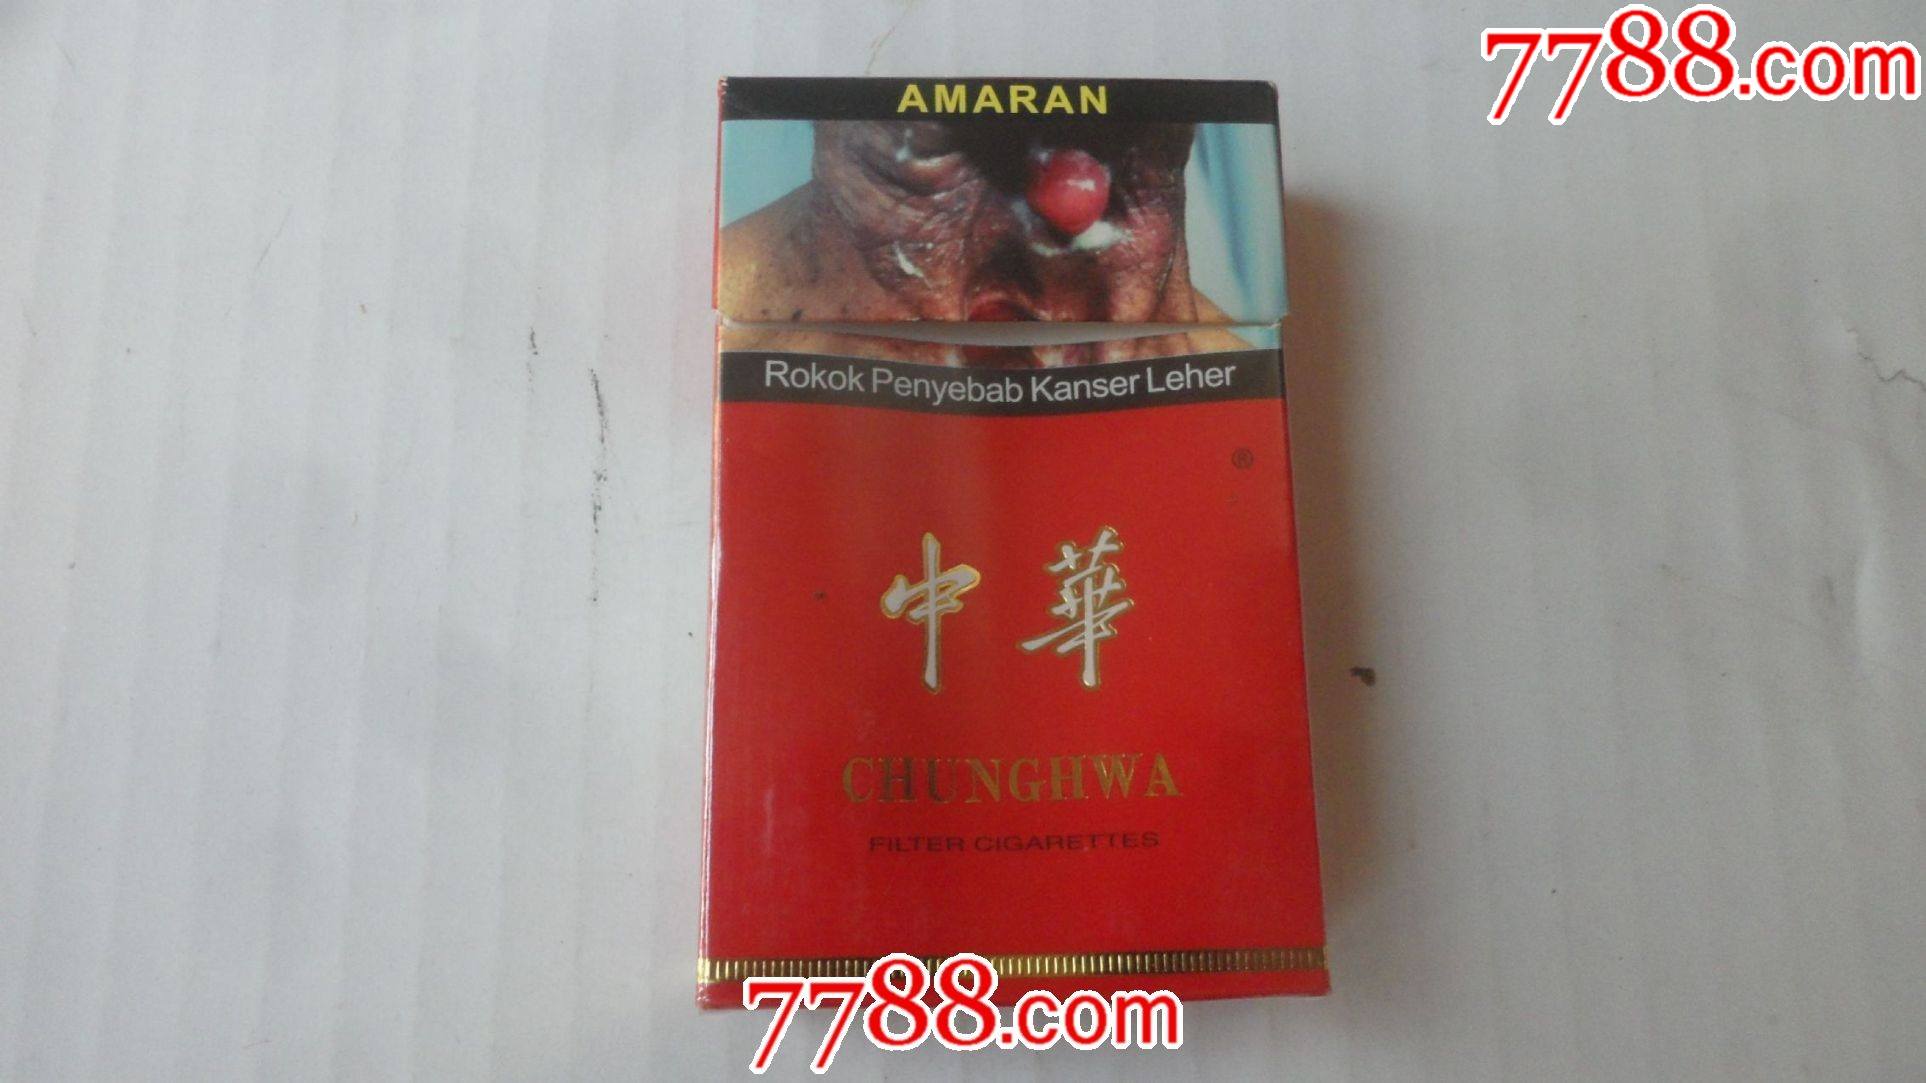 7788.com
AMARAN
Rokok Penyebab Kanser Leher
®
中華
CHUNGHWA
FILTER CIGARETTES
7788.com